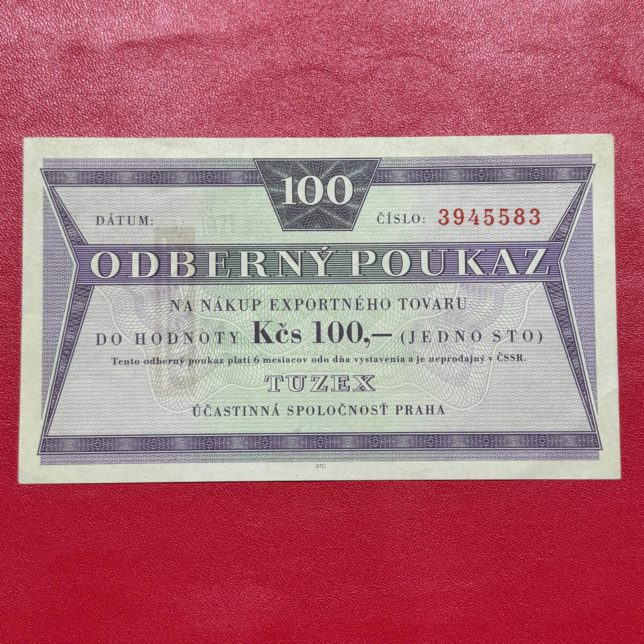 100
DÁTUM: ČÍSLO: 3945583
ODBERNÝ POUKAZ
NA NÁKUP EXPORTNÉHO TOVARU
DO HODNOTY Kčs 100,— (JEDNO STO)
Tento odberný poukaz platí 6 mesiacov odo dňa vystavenia a je nepredajný v ČSSR.
TUZEX
ÚČASTINNÁ SPOLOČNOSŤ PRAHA
STC